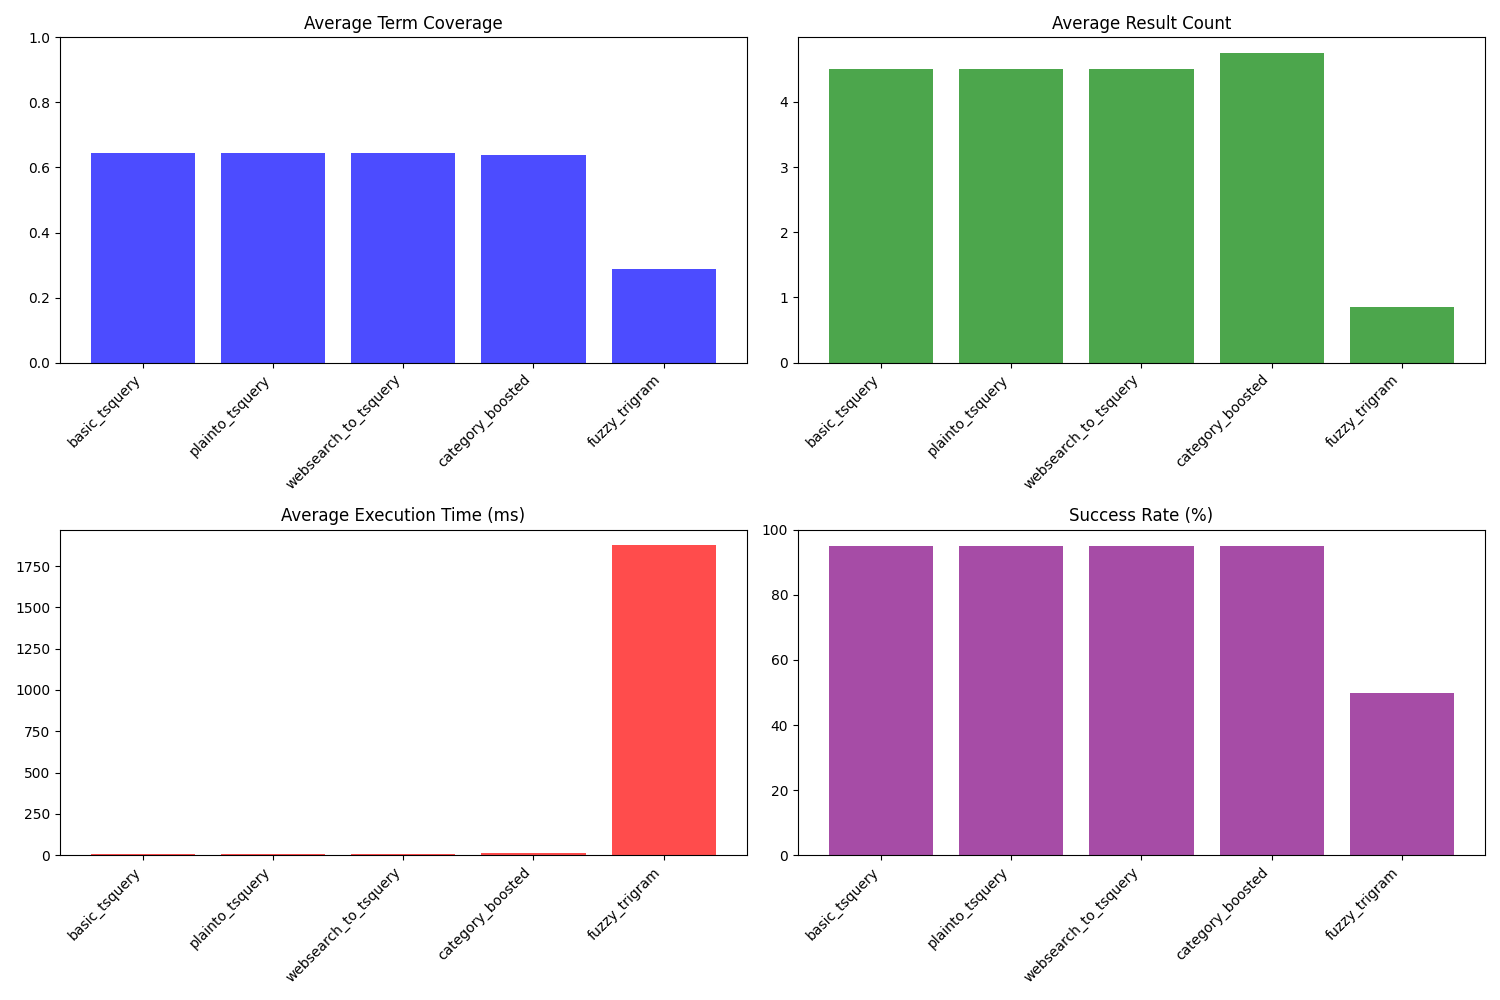 Average Term Coverage
1.0
0.8
0.6
0.4
0.2
0.0
basic_tsquery
plainto_tsquery
websearch_to_tsquery
category_boosted
fuzzy_trigram
Average Result Count
4
3
2
1
0
basic_tsquery
plainto_tsquery
websearch_to_tsquery
category_boosted
fuzzy_trigram
Average Execution Time (ms)
1750
1500
1250
1000
750
500
250
0
basic_tsquery
plainto_tsquery
websearch_to_tsquery
category_boosted
fuzzy_trigram
Success Rate (%)
100
80
60
40
20
0
basic_tsquery
plainto_tsquery
websearch_to_tsquery
category_boosted
fuzzy_trigram